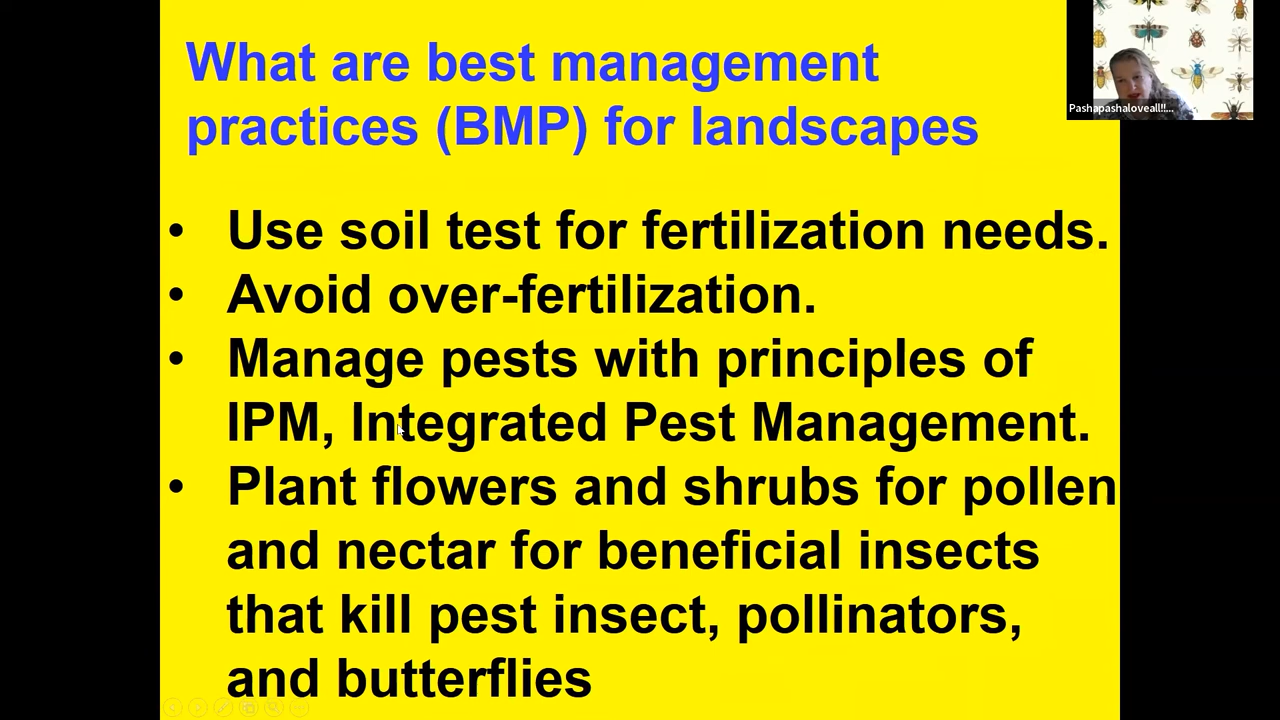 What are best management
practices (BMP) for landscapes
• Use soil test for fertilization needs.
• Avoid over-fertilization.
• Manage pests with principles of
IPM, Integrated Pest Management.
• Plant flowers and shrubs for pollen
and nectar for beneficial insects
that kill pest insect, pollinators,
and butterflies
Pashapashaloveall!!...